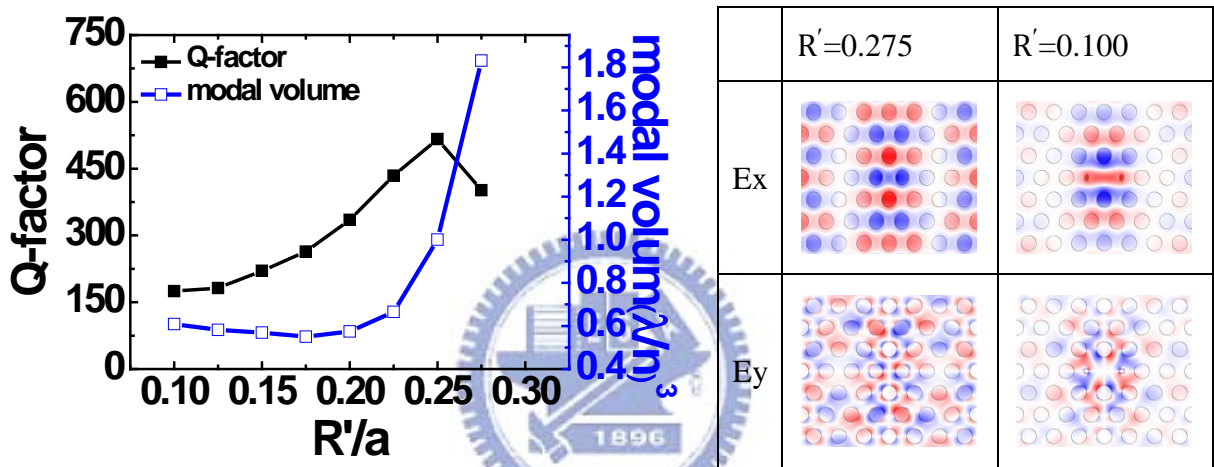 750
600
450
300
150
0
Q-factor
Q-factor
modal volume
1.8
1.6
1.4
1.2
1.0
0.8
0.6
0.4
modal volum(λ/n)³
0.10 0.15 0.20 0.25 0.30
R'/a
1896
R'=0.275 R'=0.100
Ex
Ey